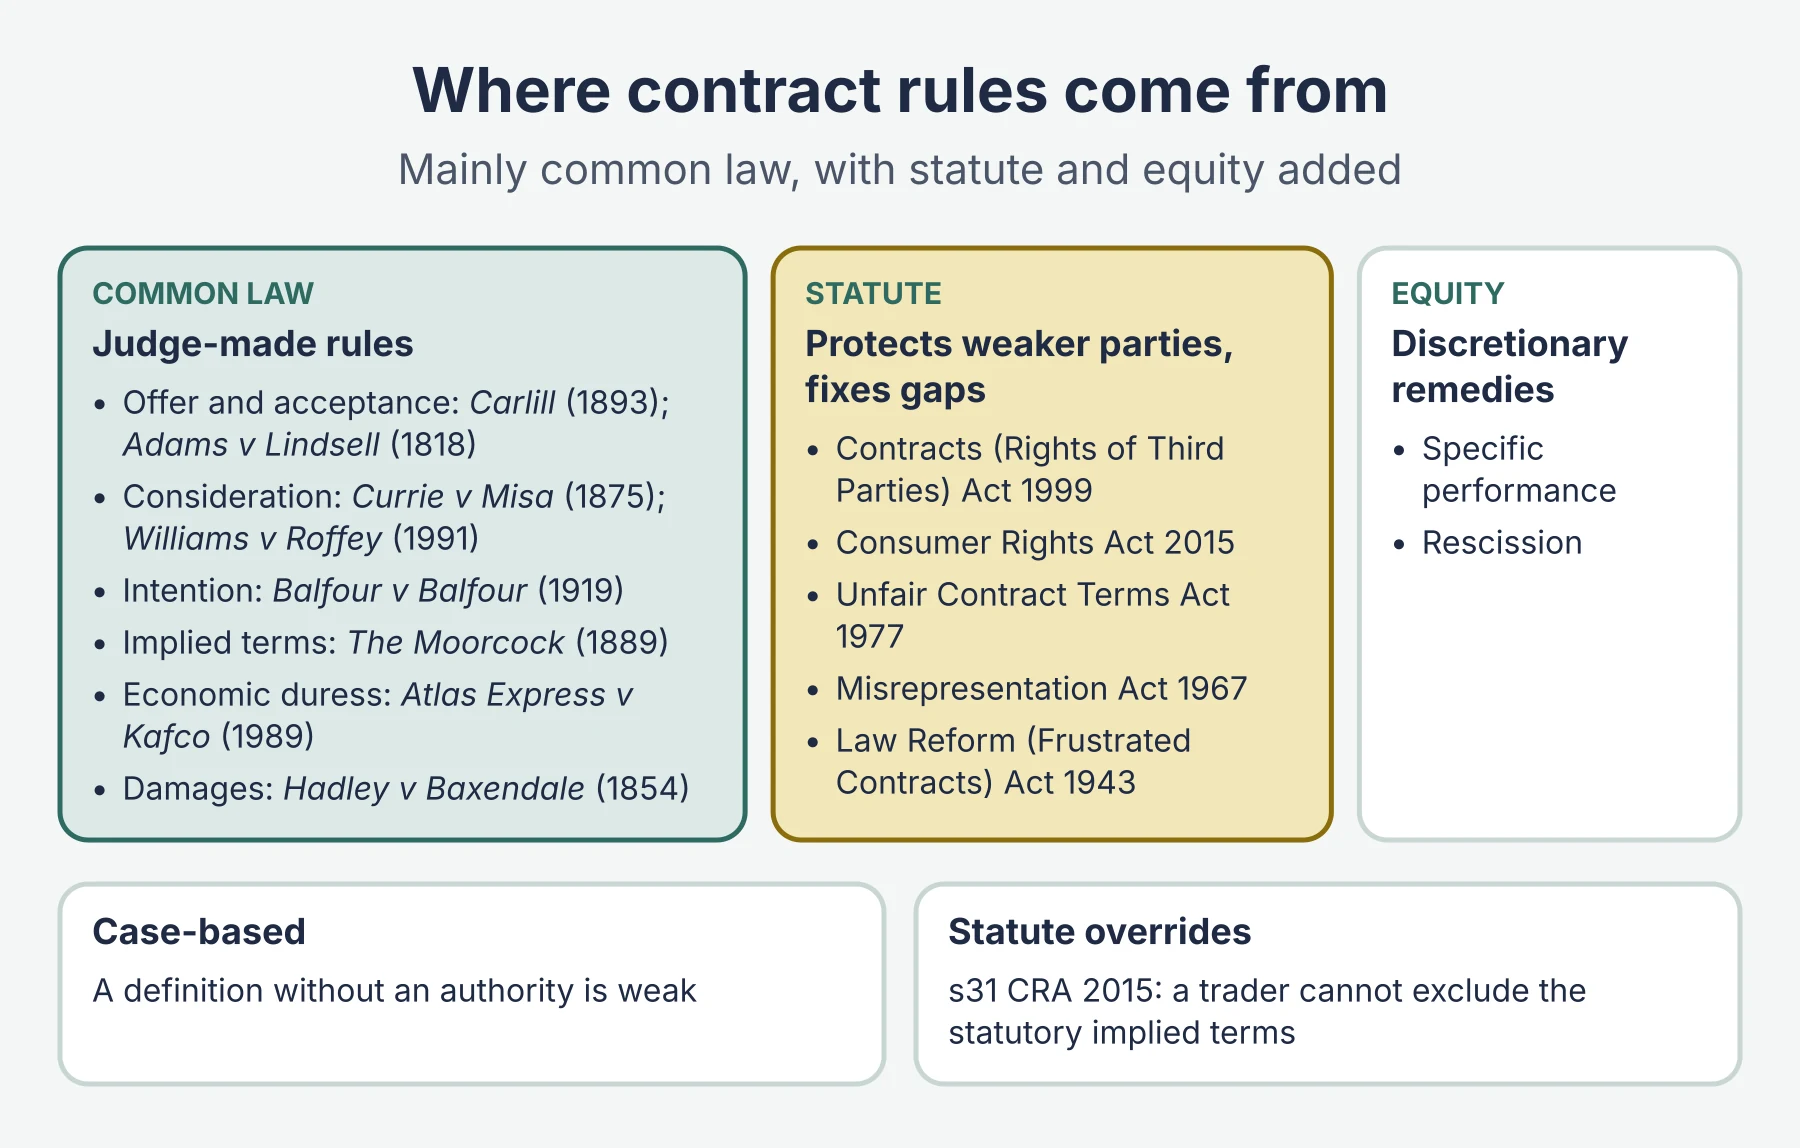 Where contract rules come from
Mainly common law, with statute and equity added
COMMON LAW
Judge-made rules
• Offer and acceptance: Carlill (1893);
Adams v Lindsell (1818)
• Consideration: Currie v Misa (1875);
Williams v Roffey (1991)
• Intention: Balfour v Balfour (1919)
• Implied terms: The Moorcock (1889)
• Economic duress: Atlas Express v
Kafco (1989)
• Damages: Hadley v Baxendale (1854)
STATUTE
Protects weaker parties,
fixes gaps
• Contracts (Rights of Third
Parties) Act 1999
• Consumer Rights Act 2015
• Unfair Contract Terms Act
1977
• Misrepresentation Act 1967
• Law Reform (Frustrated
Contracts) Act 1943
EQUITY
Discretionary
remedies
• Specific
performance
• Rescission
Case-based
A definition without an authority is weak
Statute overrides
s31 CRA 2015: a trader cannot exclude the
statutory implied terms